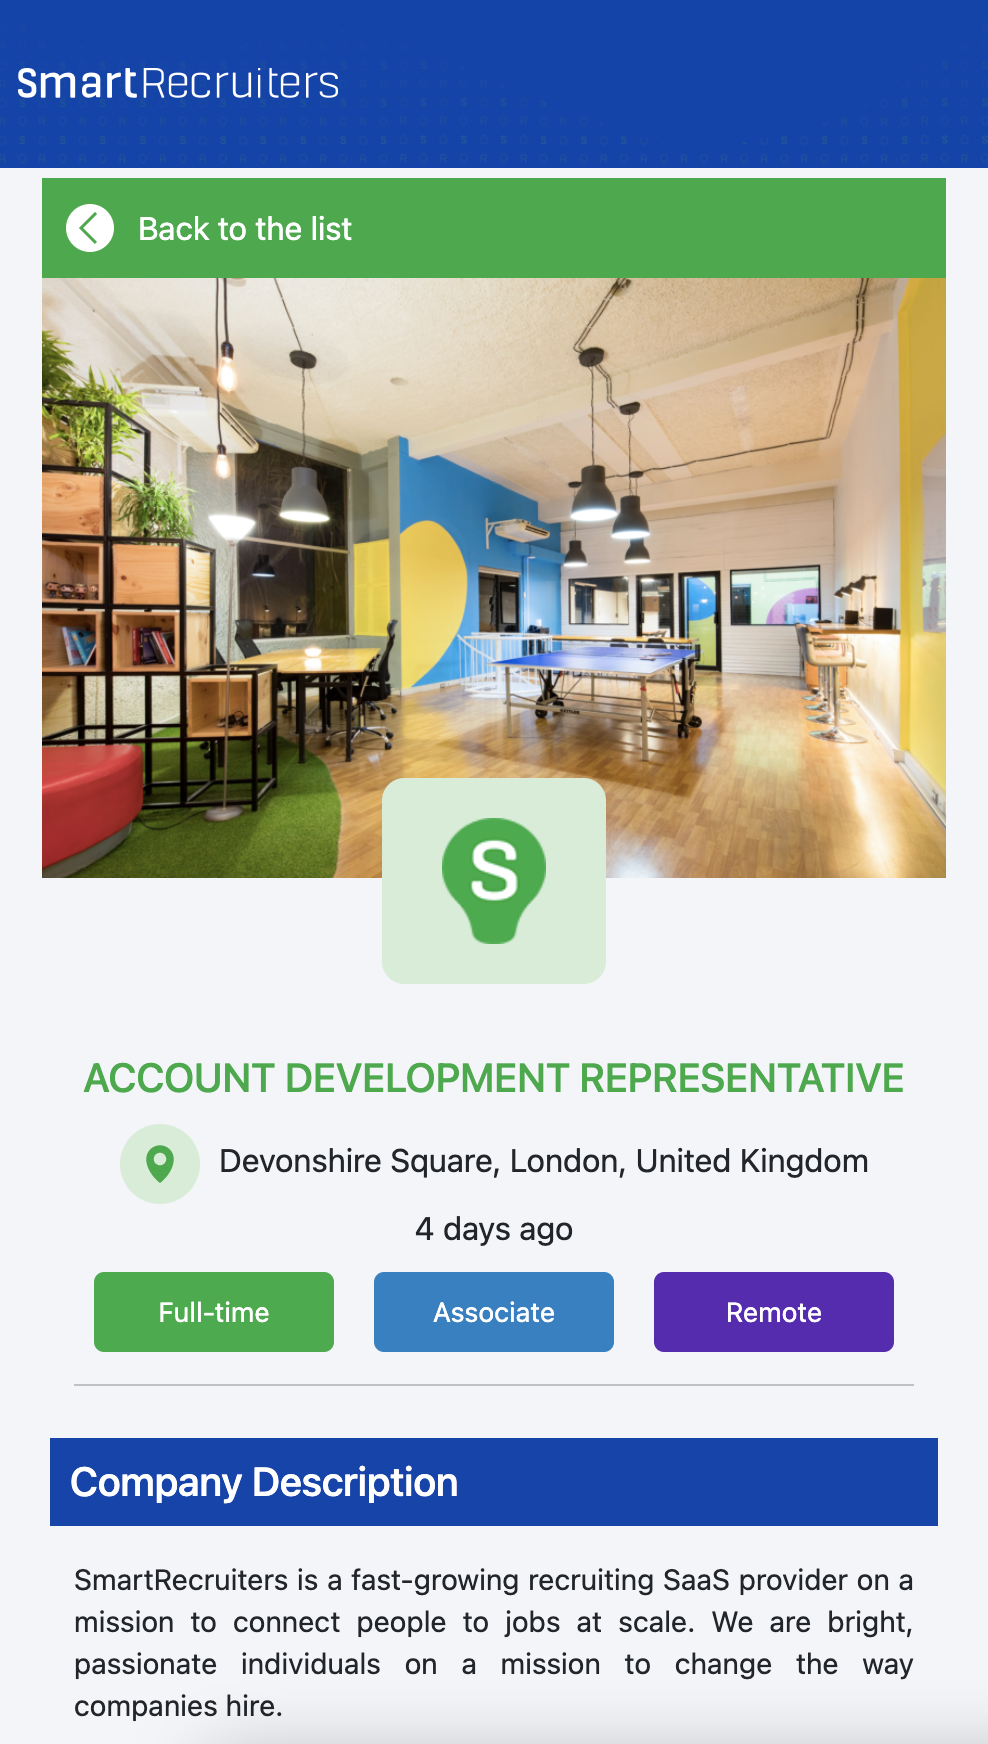 SmartRecruiters
Back to the list
S
ACCOUNT DEVELOPMENT REPRESENTATIVE
Devonshire Square, London, United Kingdom
4 days ago
Full-time
Associate
Remote
Company Description
SmartRecruiters is a fast-growing recruiting SaaS provider on a
mission to connect people to jobs at scale. We are bright,
passionate individuals on a mission to change the way
companies hire.